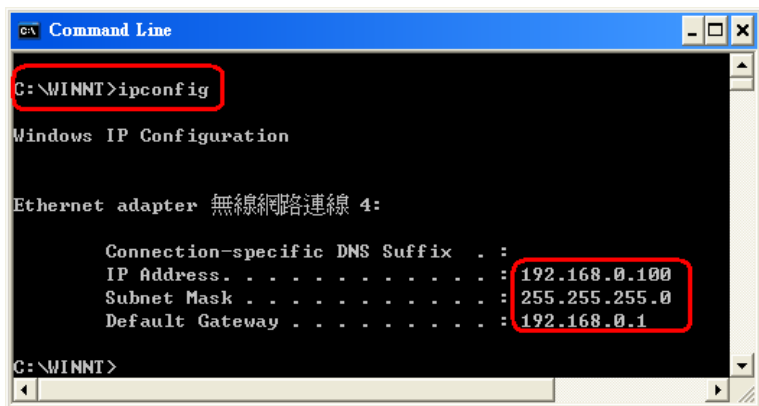 Command Line
C:\WINNT>ipconfig
Windows IP Configuration
Ethernet adapter 無線網路連線 4:
Connection-specific DNS Suffix . :
IP Address. . . . . . . . . . . . : 192.168.0.100
Subnet Mask . . . . . . . . . . . : 255.255.255.0
Default Gateway . . . . . . . . . : 192.168.0.1
C:\WINNT>